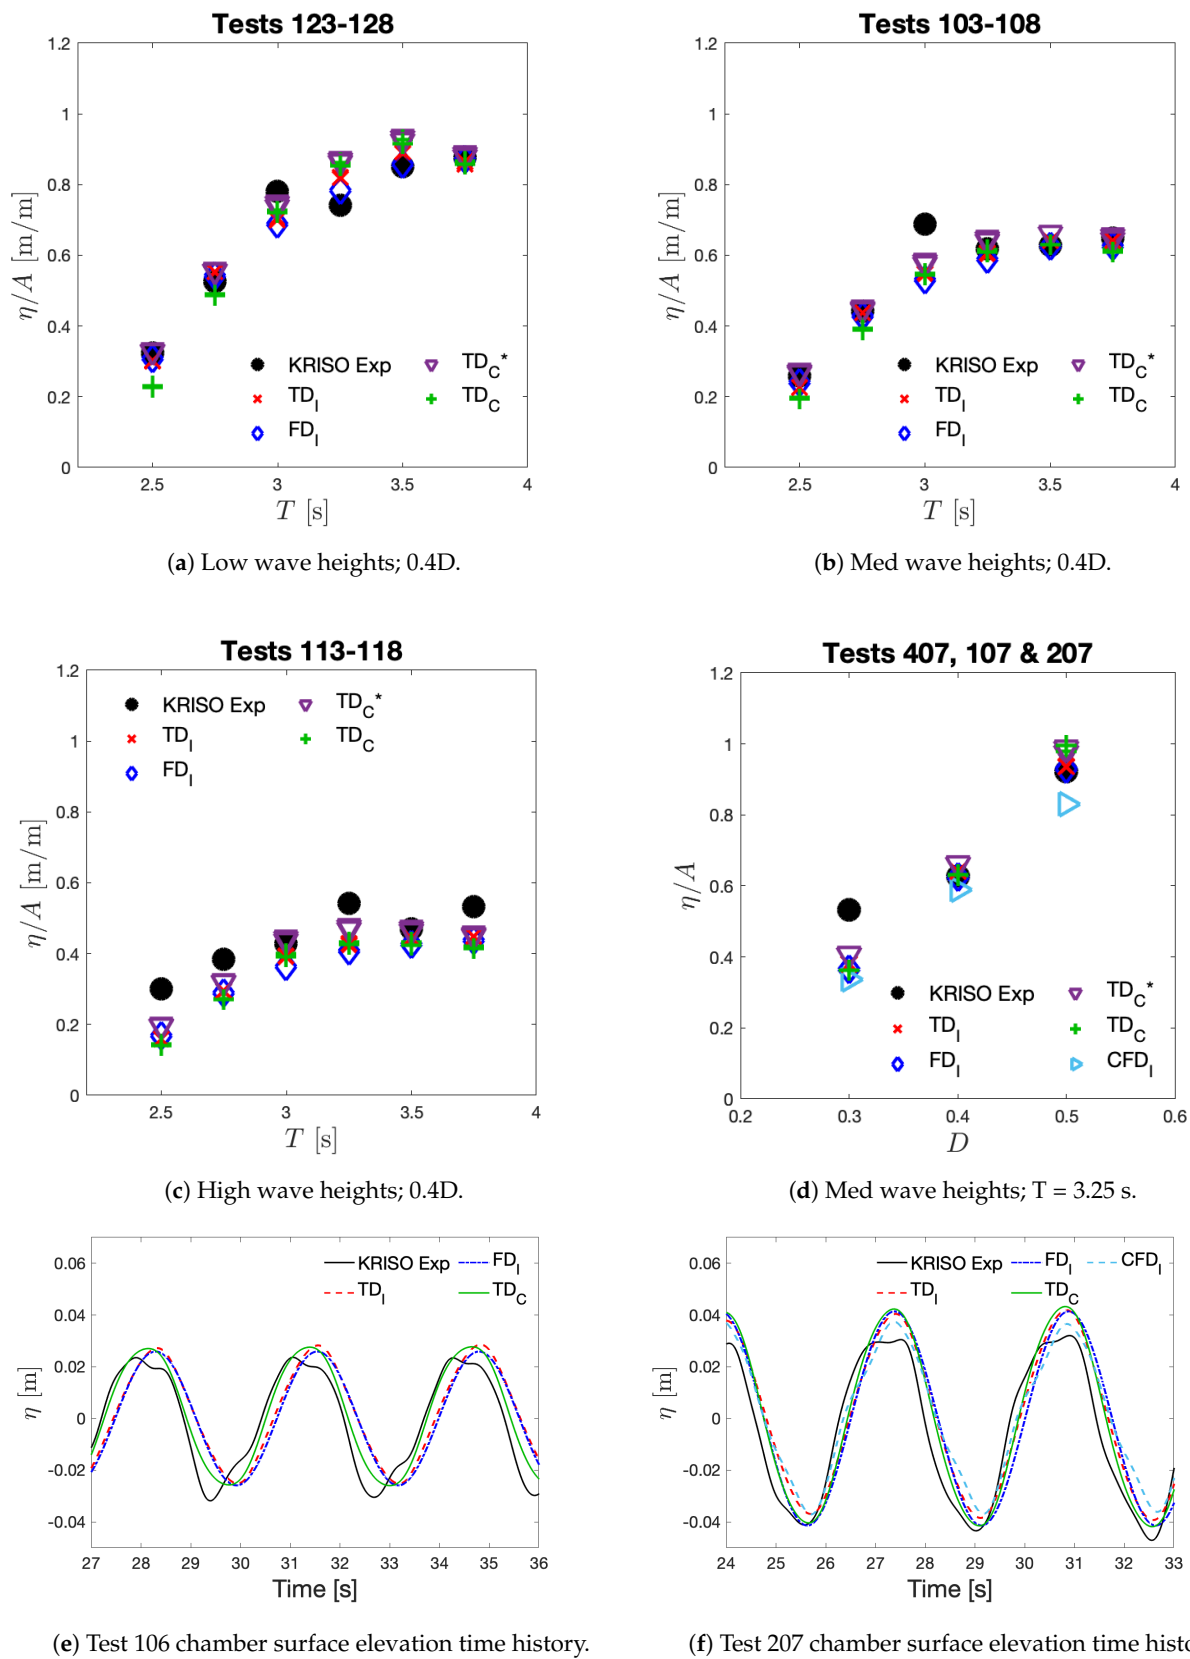 Tests 123-128
1.2
1
0.8
0.6
0.4
0.2
0
η/A [m/m]
KRISO Exp
TD_I
FD_I
TD_C*
TD_C
2.5
3
3.5
4
T [s]
(a) Low wave heights; 0.4D.
Tests 103-108
1.2
1
0.8
0.6
0.4
0.2
0
η/A [m/m]
KRISO Exp
TD_I
FD_I
TD_C*
TD_C
2.5
3
3.5
4
T [s]
(b) Med wave heights; 0.4D.
Tests 113-118
1.2
1
0.8
0.6
0.4
0.2
0
η/A [m/m]
KRISO Exp
TD_I
FD_I
TD_C*
TD_C
2.5
3
3.5
4
T [s]
(c) High wave heights; 0.4D.
Tests 407, 107 & 207
1.2
1
0.8
0.6
0.4
0.2
0
η/A
KRISO Exp
TD_I
FD_I
TD_C*
TD_C
CFD_I
0.2
0.3
0.4
0.5
0.6
D
(d) Med wave heights; T = 3.25 s.
0.06
0.04
0.02
0
-0.02
-0.04
η [m]
KRISO Exp
TD_I
FD_I
TD_C
27
28
29
30
31
32
33
34
35
36
Time [s]
(e) Test 106 chamber surface elevation time history.
0.06
0.04
0.02
0
-0.02
-0.04
η [m]
KRISO Exp
TD_I
FD_I
TD_C
CFD_I
24
25
26
27
28
29
30
31
32
33
Time [s]
(f) Test 207 chamber surface elevation time histo